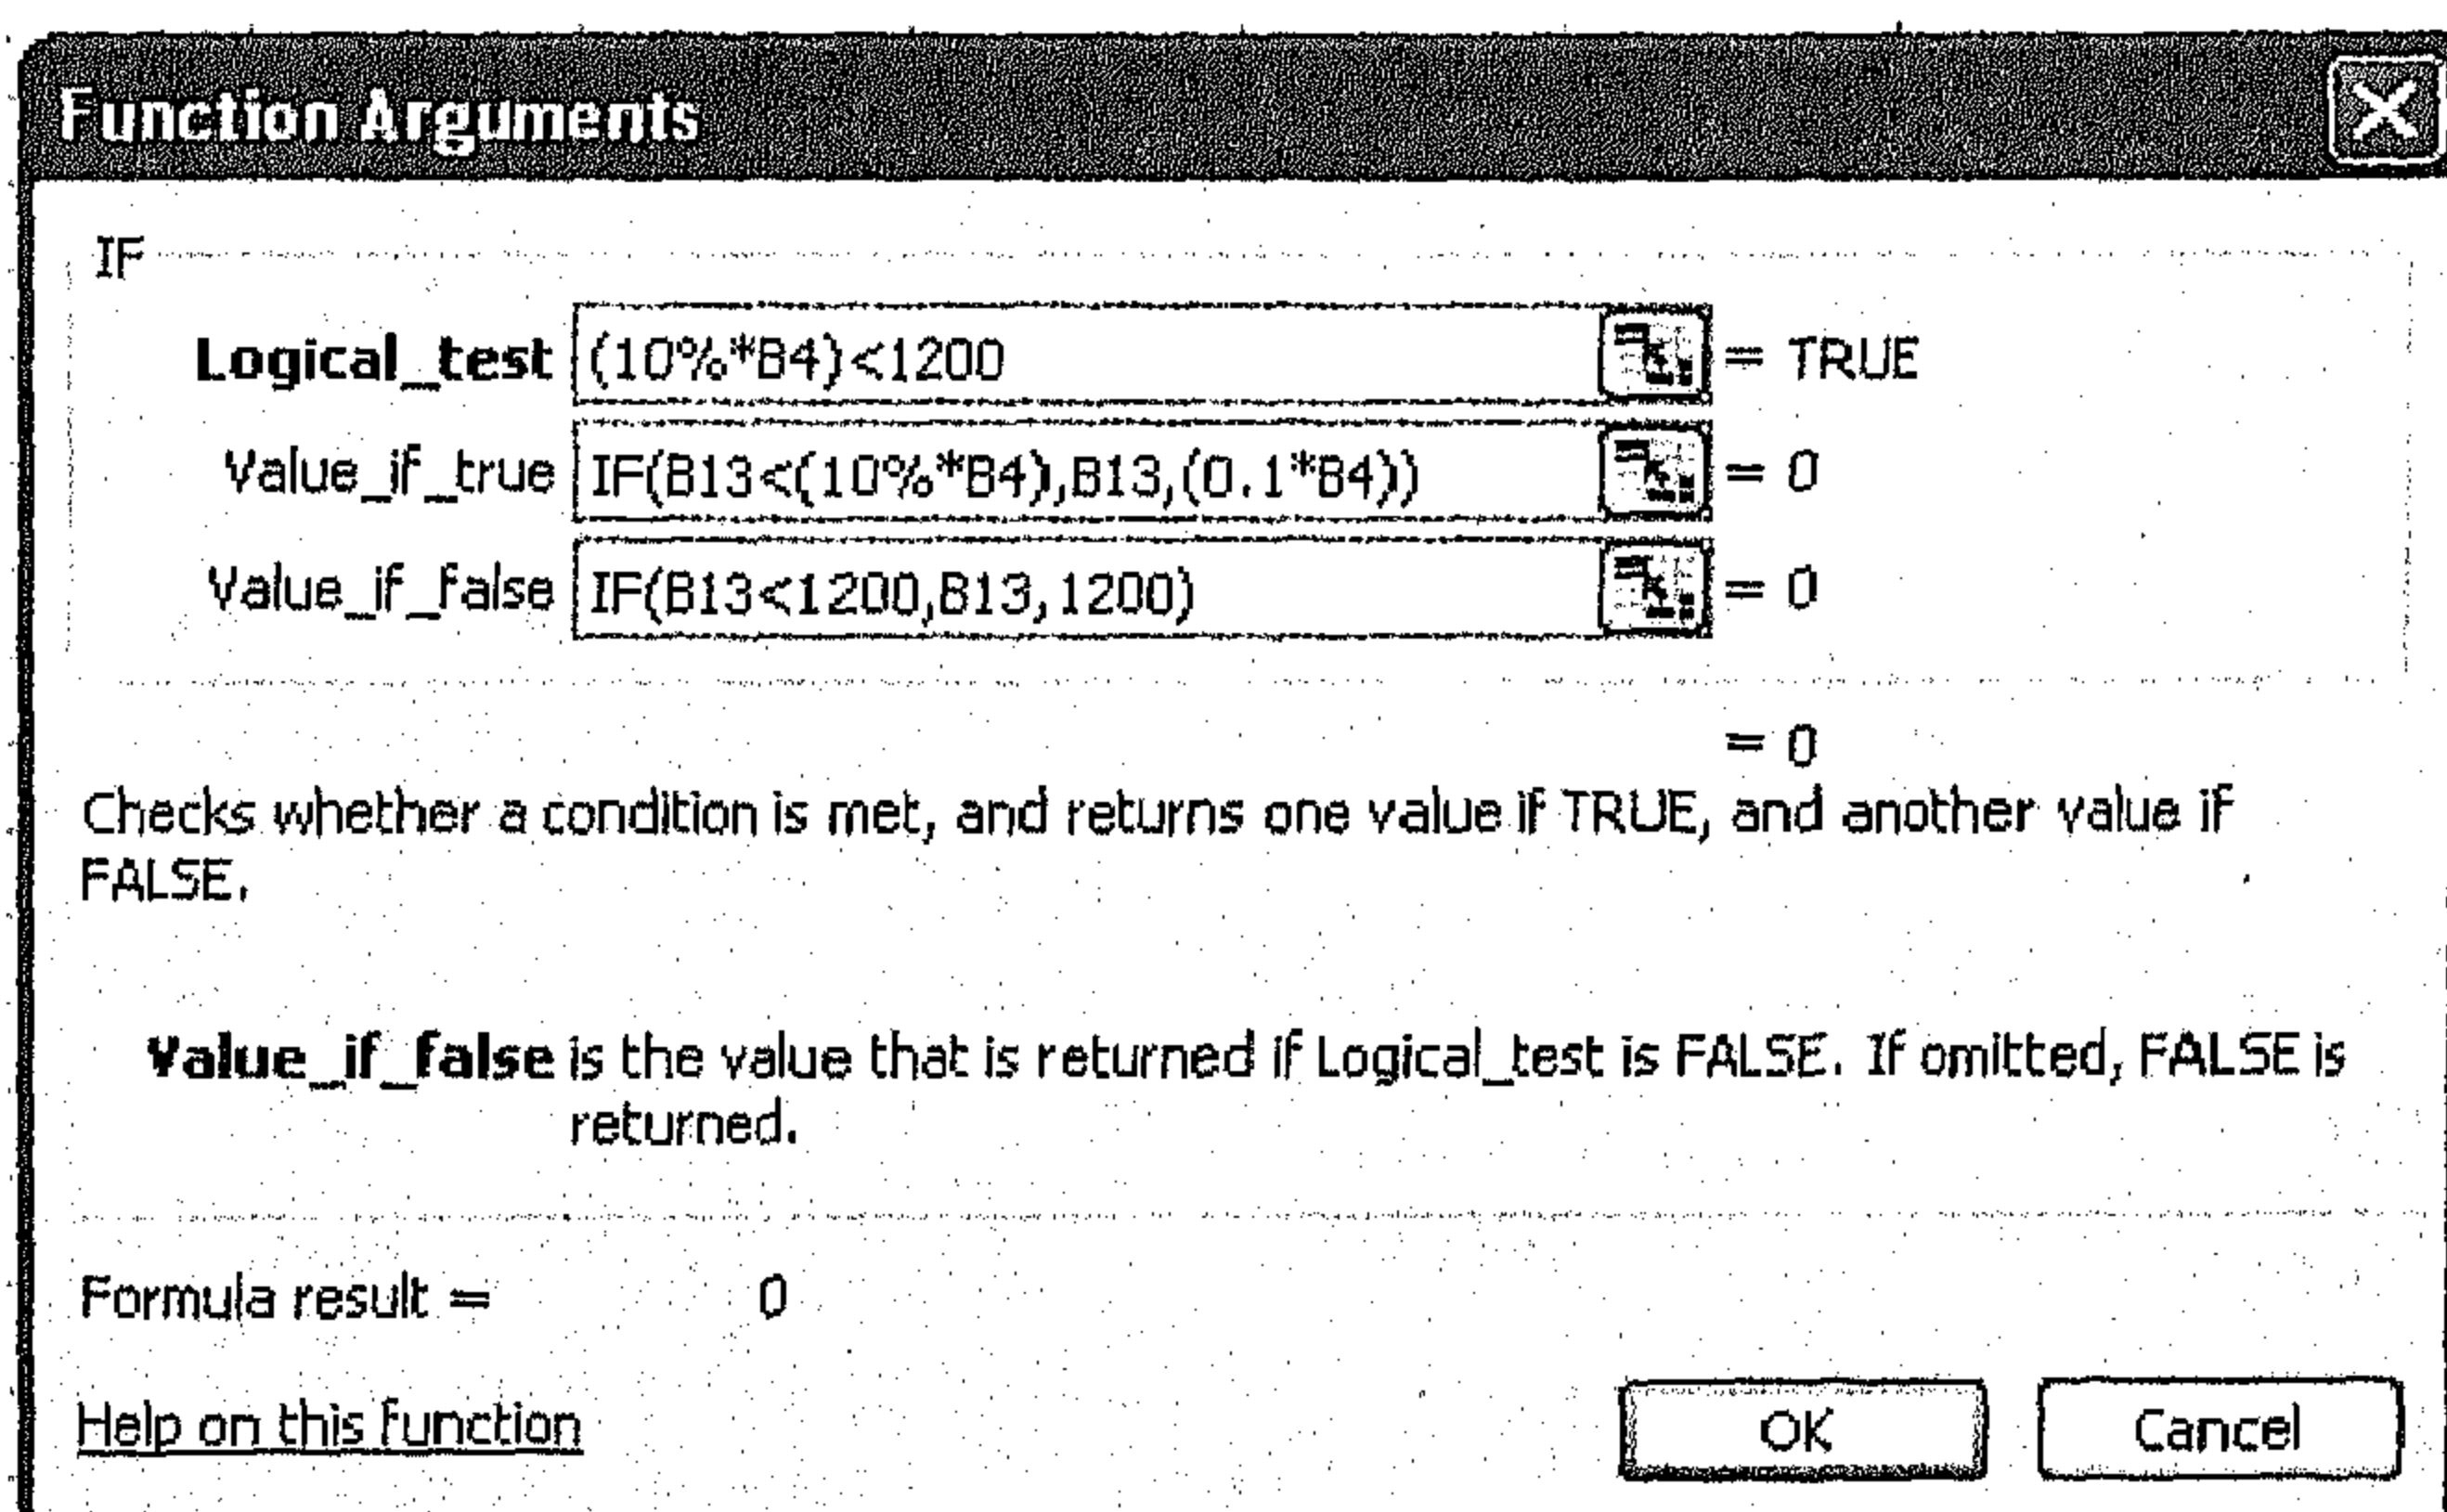 Function Arguments
IF
Logical_test (10%*B4)<1200 = TRUE
Value_if_true IF(B13<(10%*B4),B13,(0.1*B4)) = 0
Value_if_false IF(B13<1200,B13,1200) = 0
= 0
Checks whether a condition is met, and returns one value if TRUE, and another value if
FALSE.
Value_if_false is the value that is returned if Logical_test is FALSE. If omitted, FALSE is
returned.
Formula result = 0
Help on this function
OK Cancel